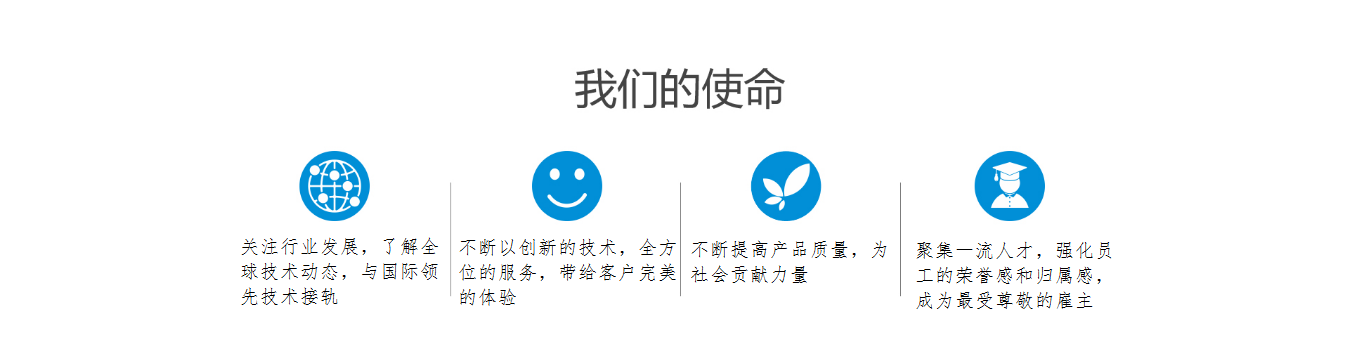 我们的使命
关注行业发展，了解全
球技术动态，与国际领
先技术接轨
不断以创新的技术，全方
位的服务，带给客户完美
的体验
不断提高产品质量，为
社会贡献力量
聚集一流人才，强化员
工的荣誉感和归属感，
成为最受尊敬的雇主